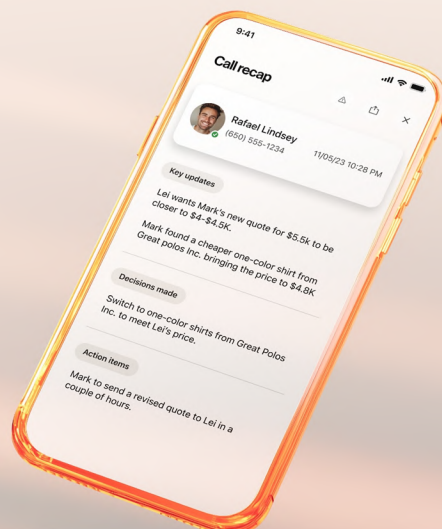 9:41
Call recap
Rafael Lindsey
(650) 555-1234
11/05/23 10:28 PM
Key updates
Lei wants Mark's new quote for $5.5k to be
closer to $4-$4.5K.
Mark found a cheaper one-color shirt from
Great polos Inc. bringing the price to $4.8K
Decisions made
Switch to one-color shirts from Great Polos
Inc. to meet Lei's price.
Action items
Mark to send a revised quote to Lei in a
couple of hours.